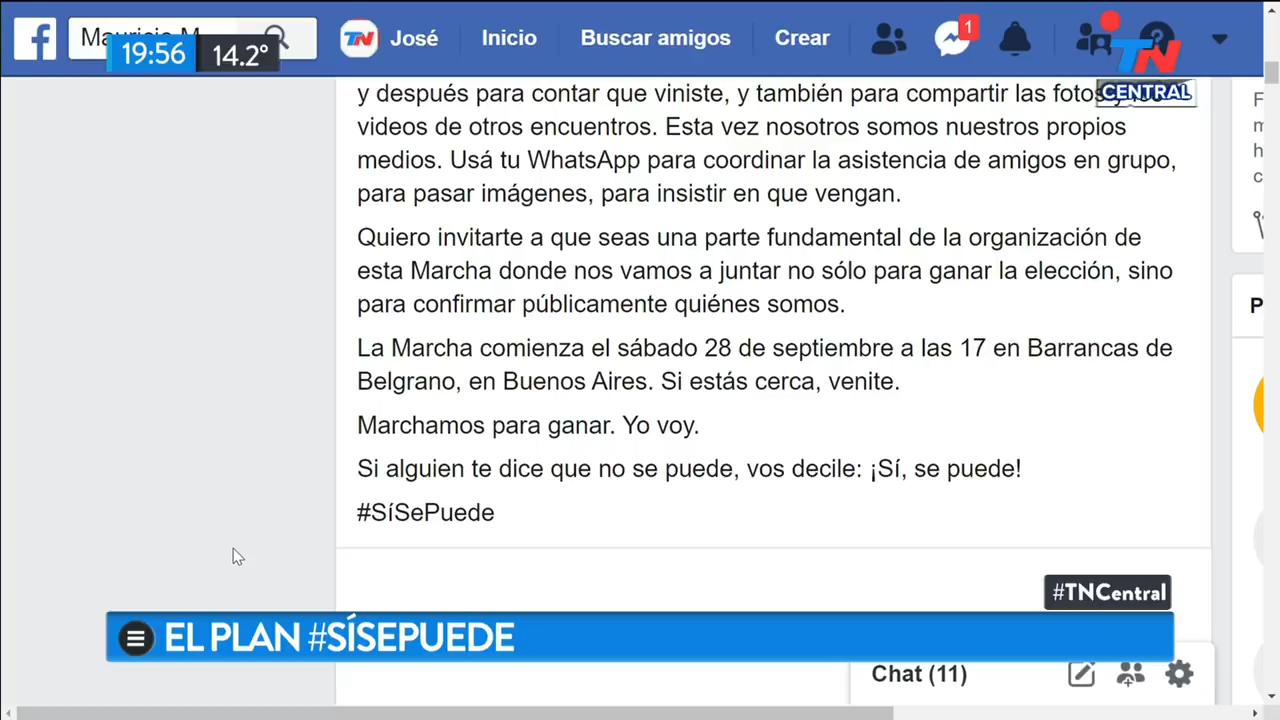 Mauricio M
19:56
14.2°
TN
José
Inicio
Buscar amigos
Crear
1
TN
CENTRAL
y después para contar que viniste, y también para compartir las fotos y los
videos de otros encuentros. Esta vez nosotros somos nuestros propios
medios. Usá tu WhatsApp para coordinar la asistencia de amigos en grupo,
para pasar imágenes, para insistir en que vengan.
Quiero invitarte a que seas una parte fundamental de la organización de
esta Marcha donde nos vamos a juntar no sólo para ganar la elección, sino
para confirmar públicamente quiénes somos.
La Marcha comienza el sábado 28 de septiembre a las 17 en Barrancas de
Belgrano, en Buenos Aires. Si estás cerca, venite.
Marchamos para ganar. Yo voy.
Si alguien te dice que no se puede, vos decile: ¡Sí, se puede!
#SíSePuede
#TNCentral
EL PLAN #SÍSEPUEDE
Chat (11)